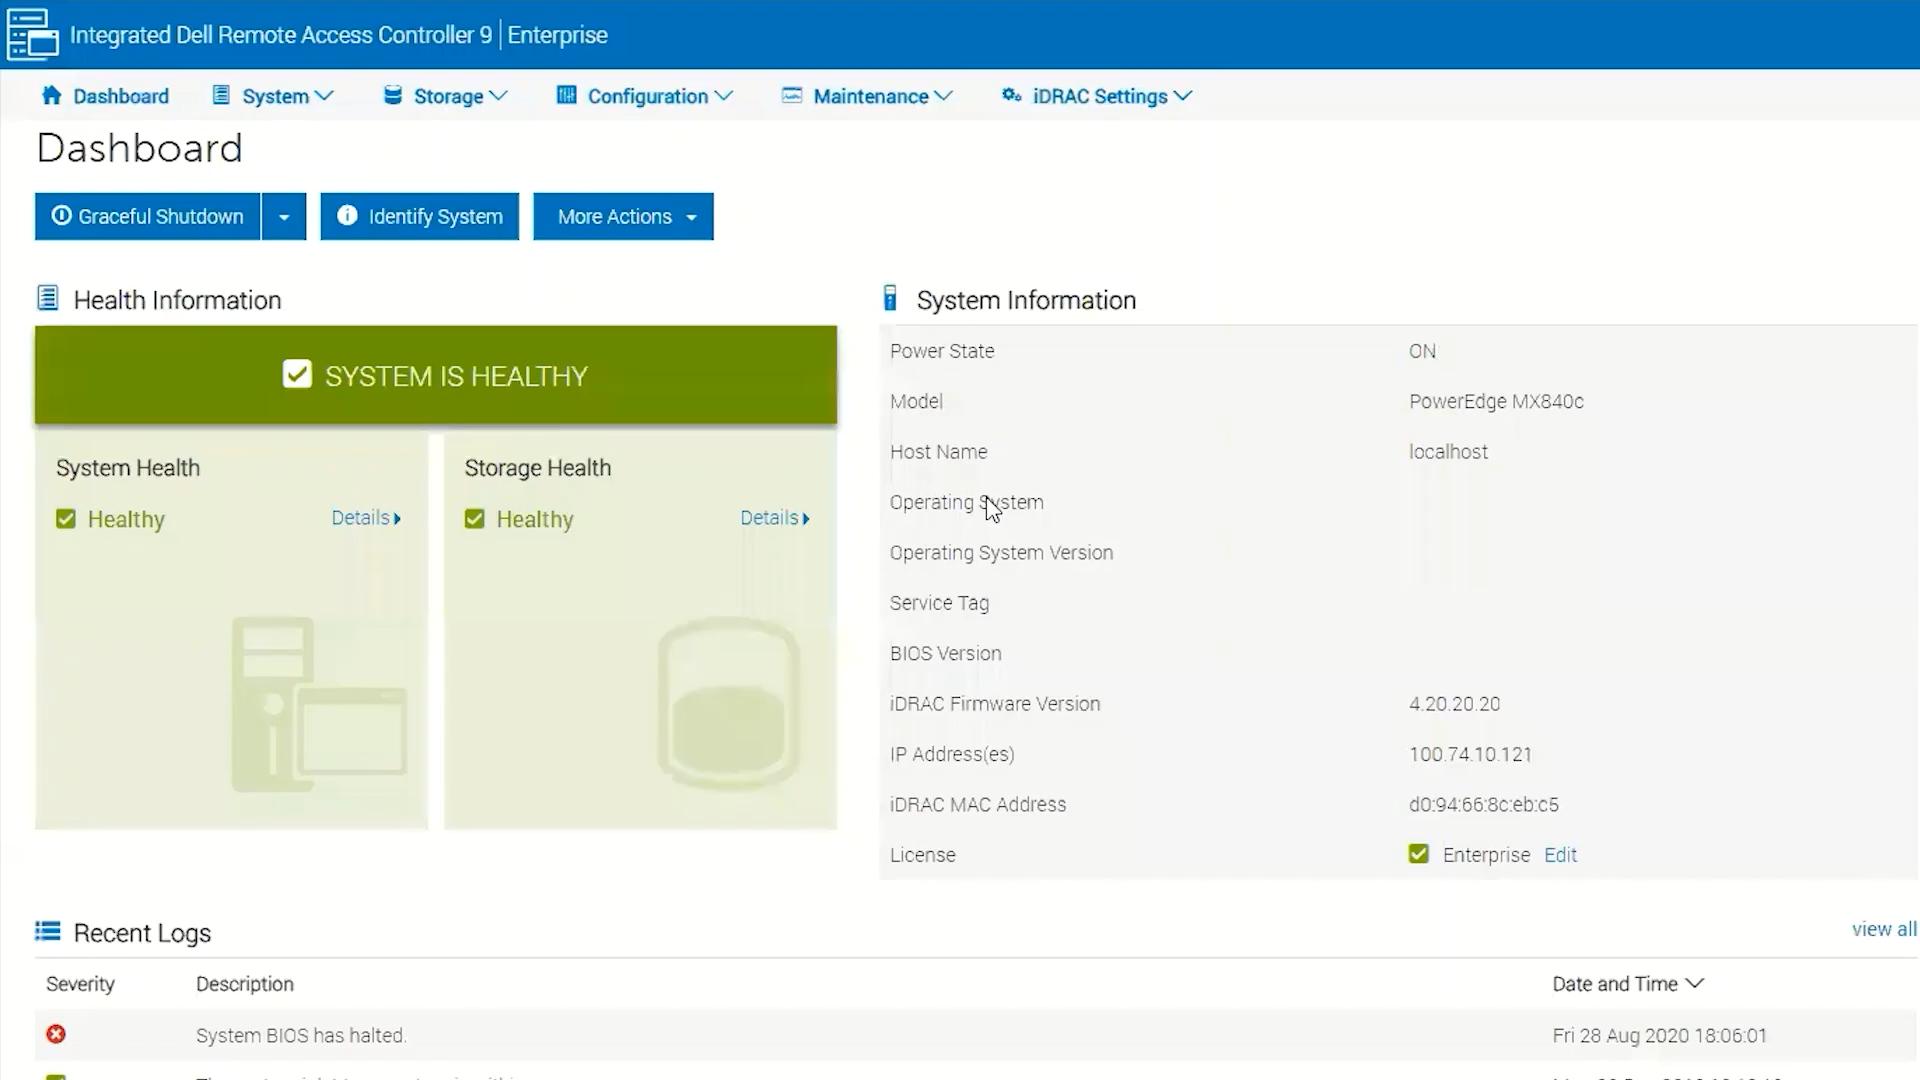 Integrated Dell Remote Access Controller 9 | Enterprise
Dashboard System Storage Configuration Maintenance iDRAC Settings
Dashboard
Graceful Shutdown Identify System More Actions
Health Information
SYSTEM IS HEALTHY
System Health
Healthy Details
Storage Health
Healthy Details
System Information
Power State ON
Model PowerEdge MX840c
Host Name localhost
Operating System
Operating System Version
Service Tag
BIOS Version
iDRAC Firmware Version 4.20.20.20
IP Address(es) 100.74.10.121
iDRAC MAC Address d0:94:66:8c:eb:c5
License Enterprise Edit
Recent Logs view all
Severity Description Date and Time
System BIOS has halted. Fri 28 Aug 2020 18:06:01